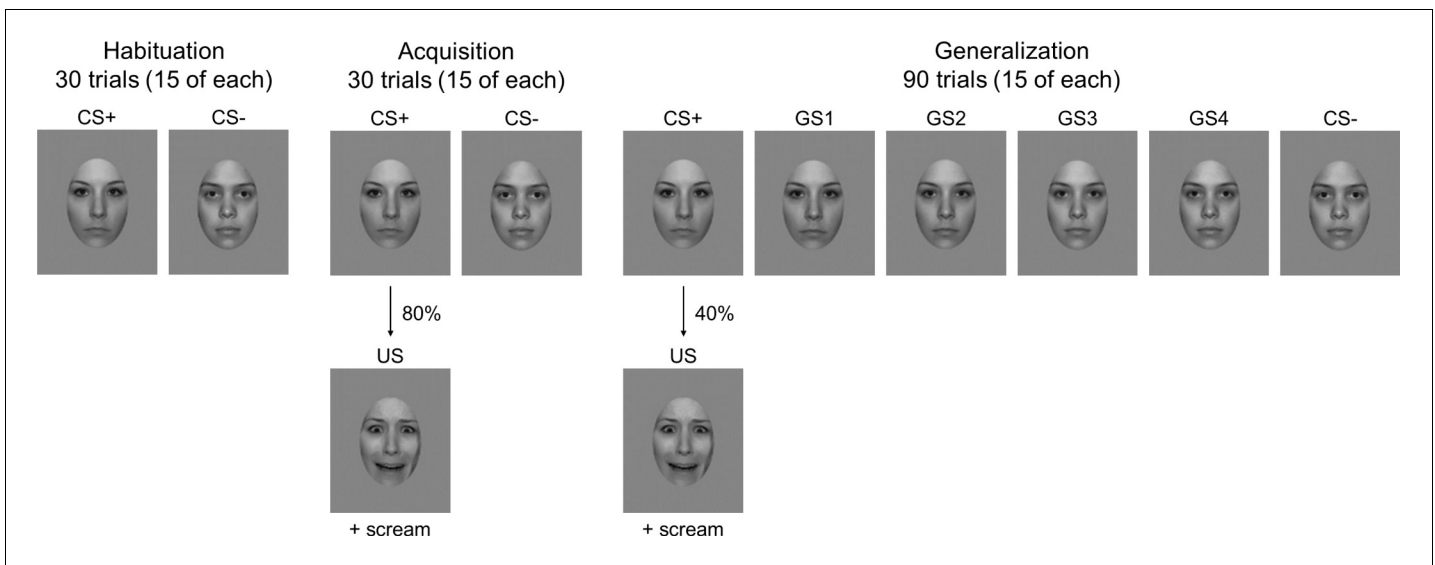 Habituation
30 trials (15 of each)
CS+ CS-
Acquisition
30 trials (15 of each)
CS+ CS-
80%
US
+ scream
Generalization
90 trials (15 of each)
CS+ GS1 GS2 GS3 GS4 CS-
40%
US
+ scream